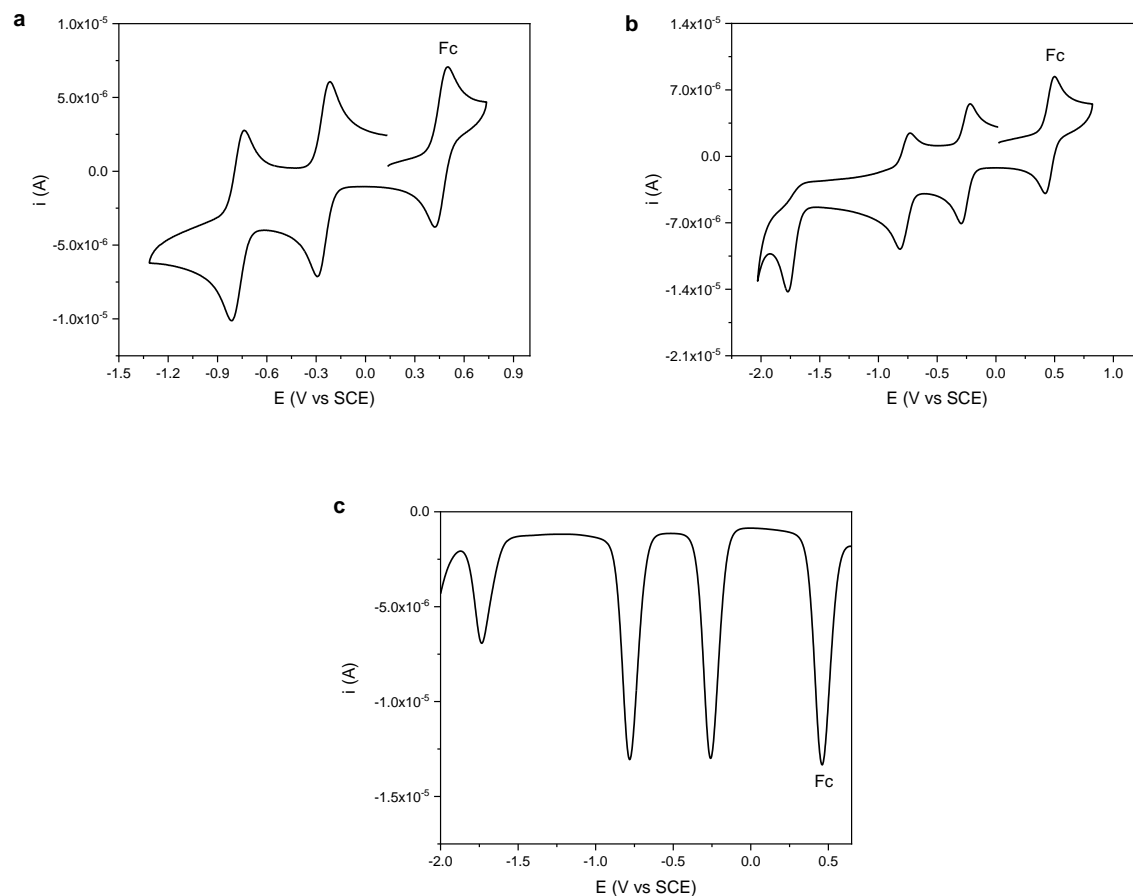 a
Fc
1.0x10⁻⁵
5.0x10⁻⁶
0.0
-5.0x10⁻⁶
-1.0x10⁻⁵
i (A)
-1.5 -1.2 -0.9 -0.6 -0.3 0.0 0.3 0.6 0.9
E (V vs SCE)
b
Fc
1.4x10⁻⁵
7.0x10⁻⁶
0.0
-7.0x10⁻⁶
-1.4x10⁻⁵
-2.1x10⁻⁵
i (A)
-2.0 -1.5 -1.0 -0.5 0.0 0.5 1.0
E (V vs SCE)
c
0.0
-5.0x10⁻⁶
-1.0x10⁻⁵
-1.5x10⁻⁵
i (A)
Fc
-2.0 -1.5 -1.0 -0.5 0.0 0.5
E (V vs SCE)